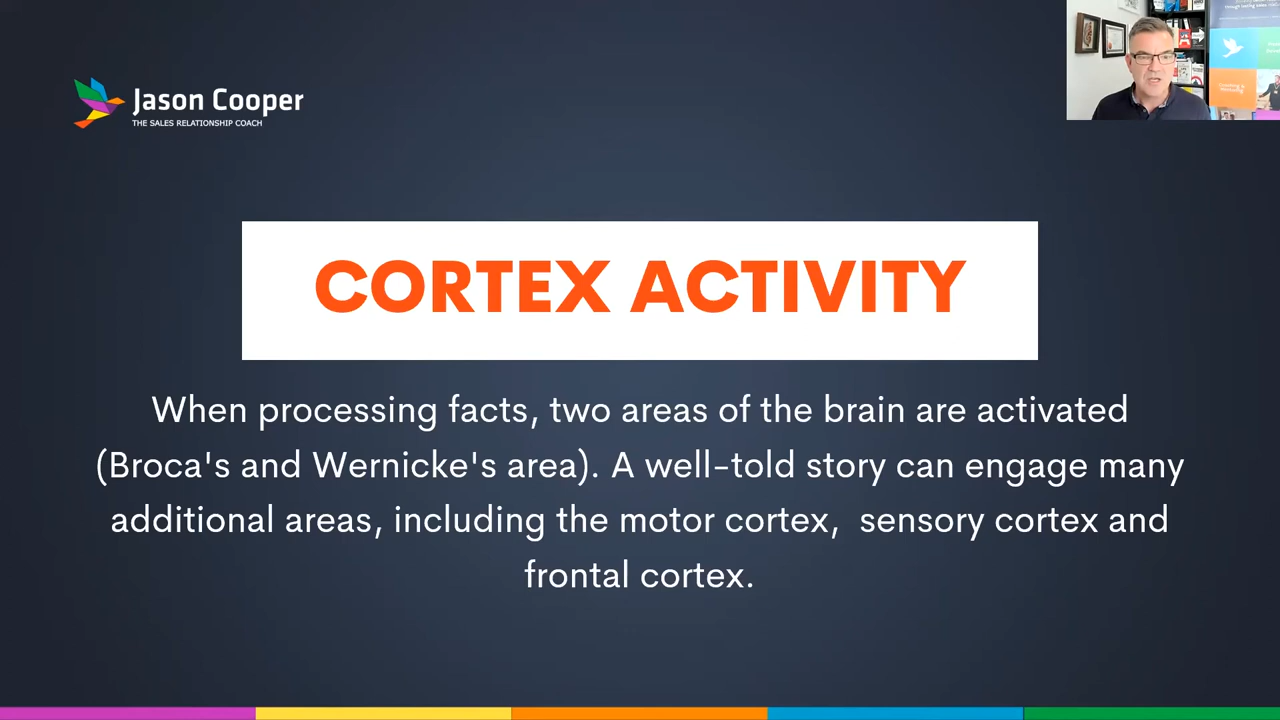 Jason Cooper
THE SALES RELATIONSHIP COACH
CORTEX ACTIVITY
When processing facts, two areas of the brain are activated
(Broca's and Wernicke's area). A well-told story can engage many
additional areas, including the motor cortex, sensory cortex and
frontal cortex.